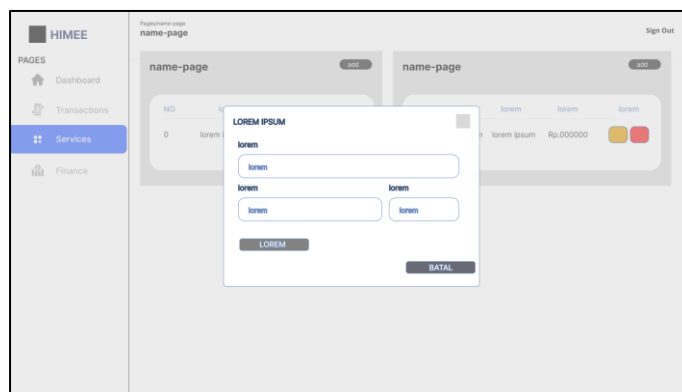 HIMEE
PAGES
Dashboard
Transactions
Services
Finance
Pages/name-page
name-page
Sign Out
name-page
add
name-page
add
NO
lorem
lorem
lorem
0
lorem
lorem ipsum
Rp.000000
LOREM IPSUM
lorem
lorem
lorem
lorem
lorem
lorem
LOREM
BATAL